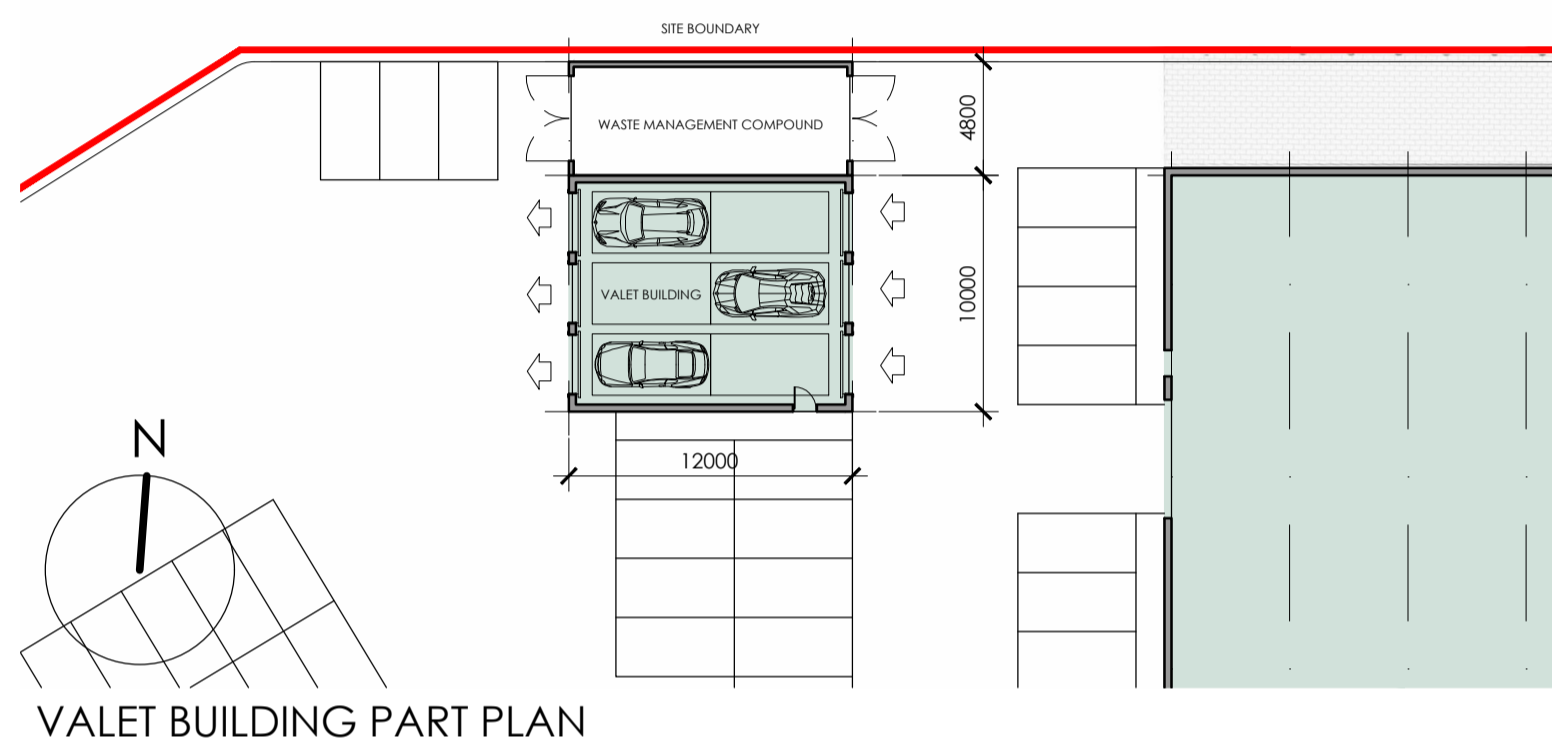 SITE BOUNDARY
WASTE MANAGEMENT COMPOUND
4800
VALET BUILDING
10000
N
12000
VALET BUILDING PART PLAN